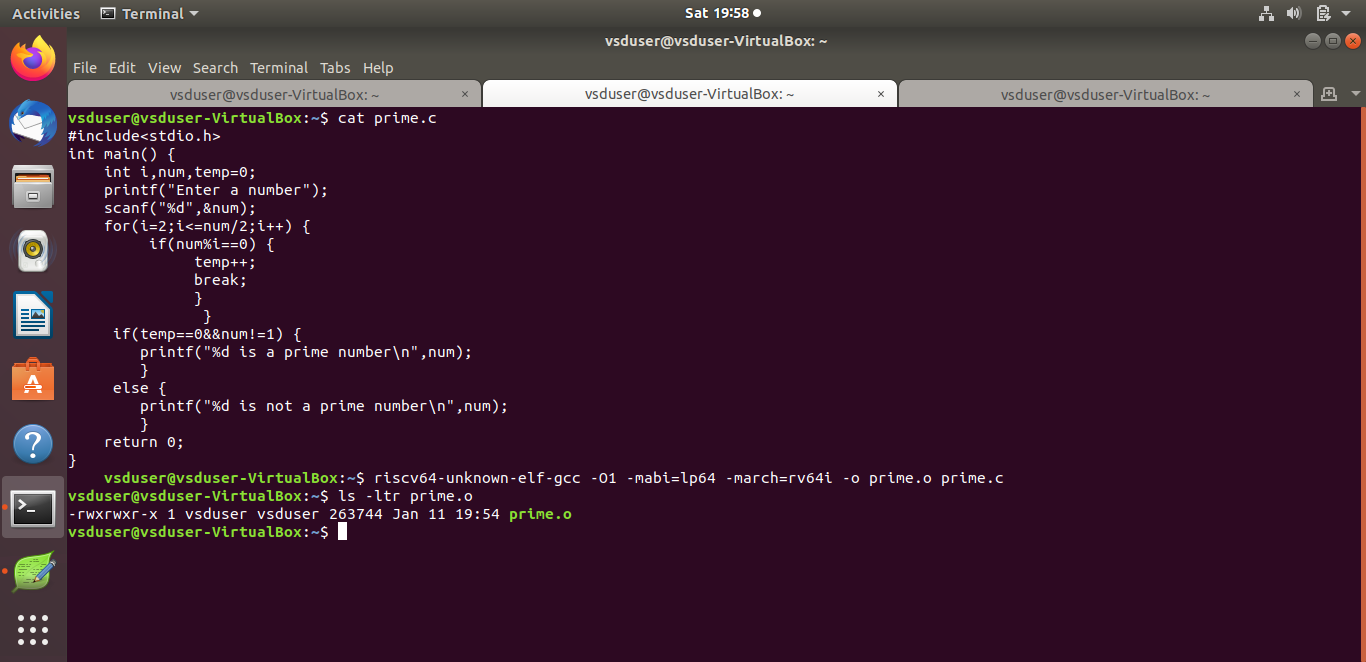 Activities Terminal Sat 19:58
vsduser@vsduser-VirtualBox: ~
File Edit View Search Terminal Tabs Help
vsduser@vsduser-VirtualBox: ~ × vsduser@vsduser-VirtualBox: ~ × vsduser@vsduser-VirtualBox: ~ ×
vsduser@vsduser-VirtualBox:~$ cat prime.c
#include<stdio.h>
int main() {
    int i,num,temp=0;
    printf("Enter a number");
    scanf("%d",&num);
    for(i=2;i<=num/2;i++) {
         if(num%i==0) {
              temp++;
              break;
              }
               }
     if(temp==0&&num!=1) {
        printf("%d is a prime number\n",num);
        }
     else {
        printf("%d is not a prime number\n",num);
        }
    return 0;
}
    vsduser@vsduser-VirtualBox:~$ riscv64-unknown-elf-gcc -O1 -mabi=lp64 -march=rv64i -o prime.o prime.c
vsduser@vsduser-VirtualBox:~$ ls -ltr prime.o
-rwxrwxr-x 1 vsduser vsduser 263744 Jan 11 19:54 prime.o
vsduser@vsduser-VirtualBox:~$